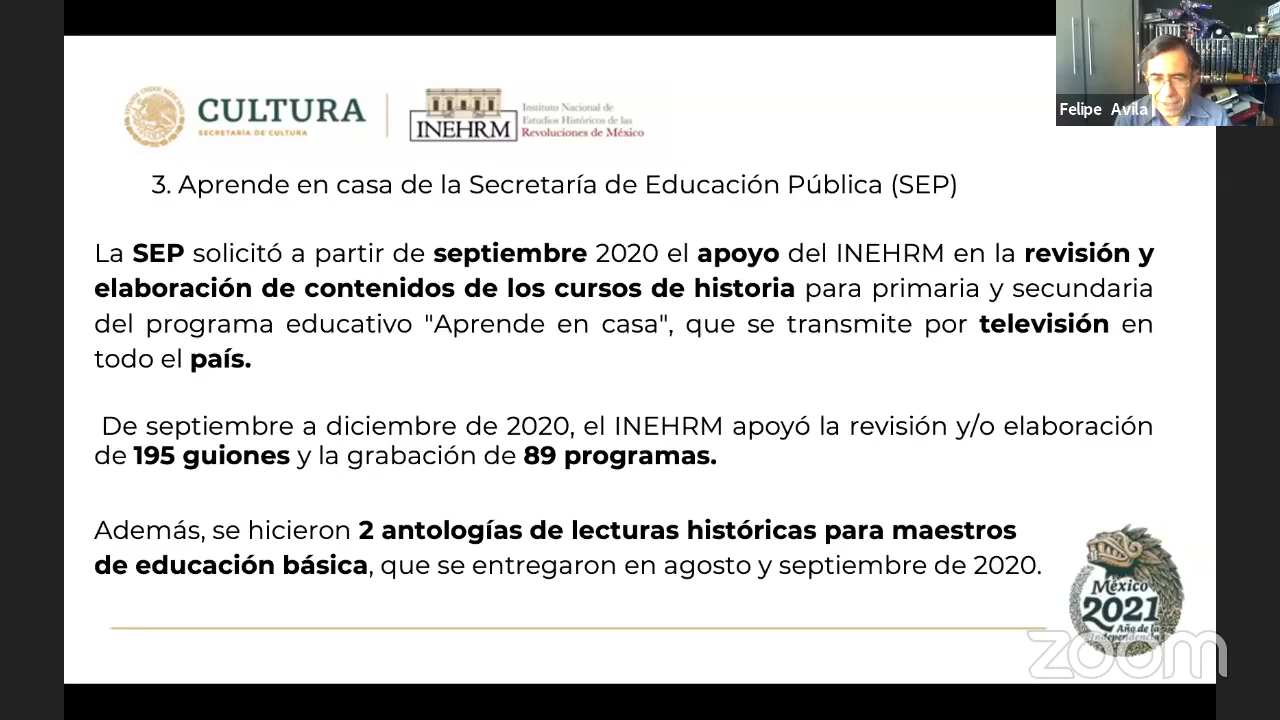 Felipe Avila
CULTURA
SECRETARÍA DE CULTURA
INEHRM
Instituto Nacional de
Estudios Históricos de las
Revoluciones de México
3. Aprende en casa de la Secretaría de Educación Pública (SEP)
La SEP solicitó a partir de septiembre 2020 el apoyo del INEHRM en la revisión y
elaboración de contenidos de los cursos de historia para primaria y secundaria
del programa educativo "Aprende en casa", que se transmite por televisión en
todo el país.
De septiembre a diciembre de 2020, el INEHRM apoyó la revisión y/o elaboración
de 195 guiones y la grabación de 89 programas.
Además, se hicieron 2 antologías de lecturas históricas para maestros
de educación básica, que se entregaron en agosto y septiembre de 2020.
México
2021
Año de la
Independencia
zoom